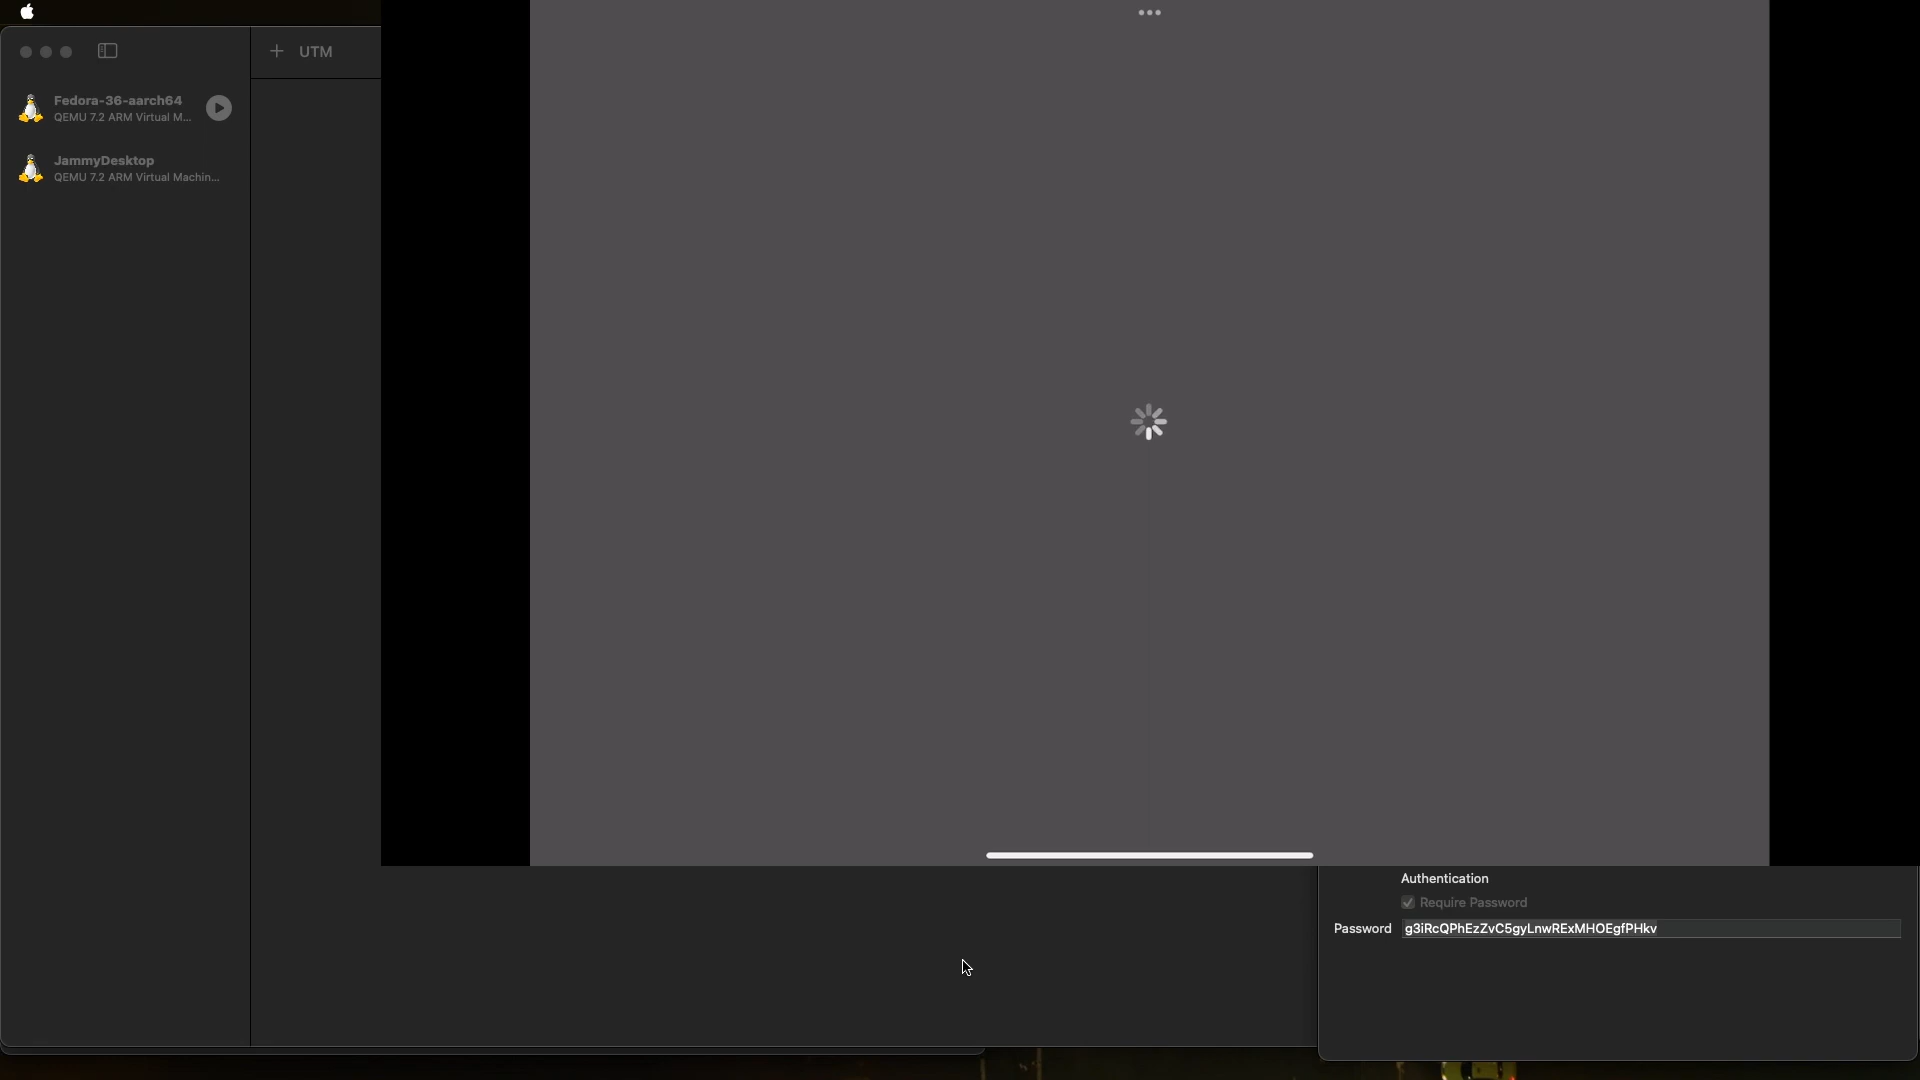 UTM
Fedora-36-aarch64
QEMU 7.2 ARM Virtual M...
JammyDesktop
QEMU 7.2 ARM Virtual Machin...
Authentication
Require Password
Password g3iRcQPhEzZvC5gyLnwRExMHOEgfPHkv